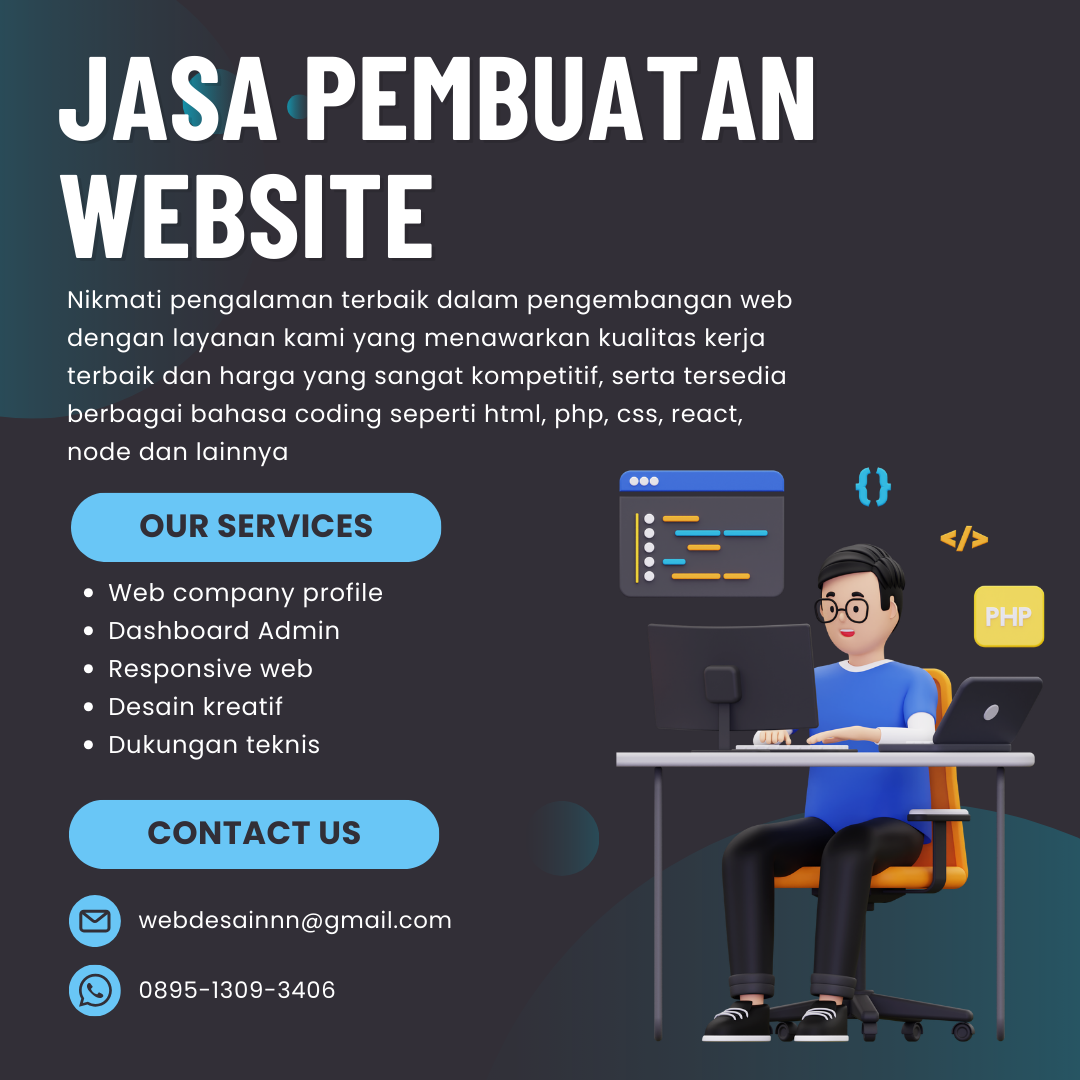 JASA PEMBUATAN
WEBSITE
Nikmati pengalaman terbaik dalam pengembangan web
dengan layanan kami yang menawarkan kualitas kerja
terbaik dan harga yang sangat kompetitif, serta tersedia
berbagai bahasa coding seperti html, php, css, react,
node dan lainnya
{}
</>
PHP
OUR SERVICES
• Web company profile
• Dashboard Admin
• Responsive web
• Desain kreatif
• Dukungan teknis
CONTACT US
webdesainnn@gmail.com
0895-1309-3406